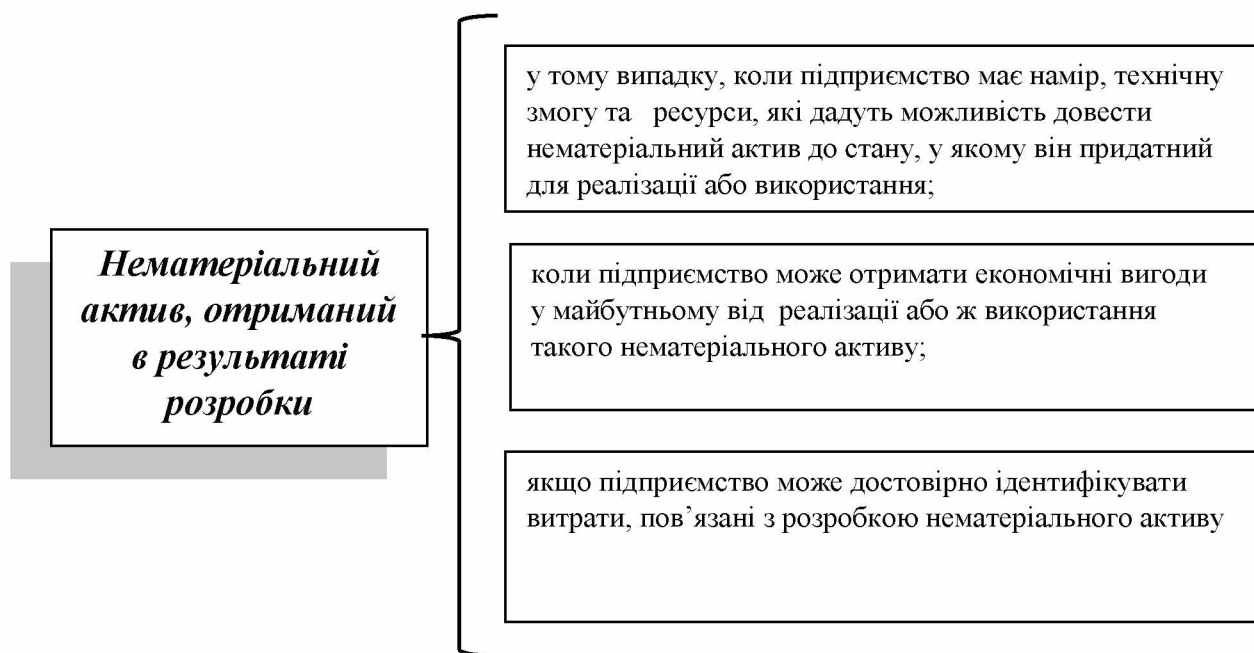 Нематеріальний
актив, отриманий
в результаті
розробки
у тому випадку, коли підприємство має намір, технічну
змогу та ресурси, які дадуть можливість довести
нематеріальний актив до стану, у якому він придатний
для реалізації або використання;
коли підприємство може отримати економічні вигоди
у майбутньому від реалізації або ж використання
такого нематеріального активу;
якщо підприємство може достовірно ідентифікувати
витрати, пов’язані з розробкою нематеріального активу